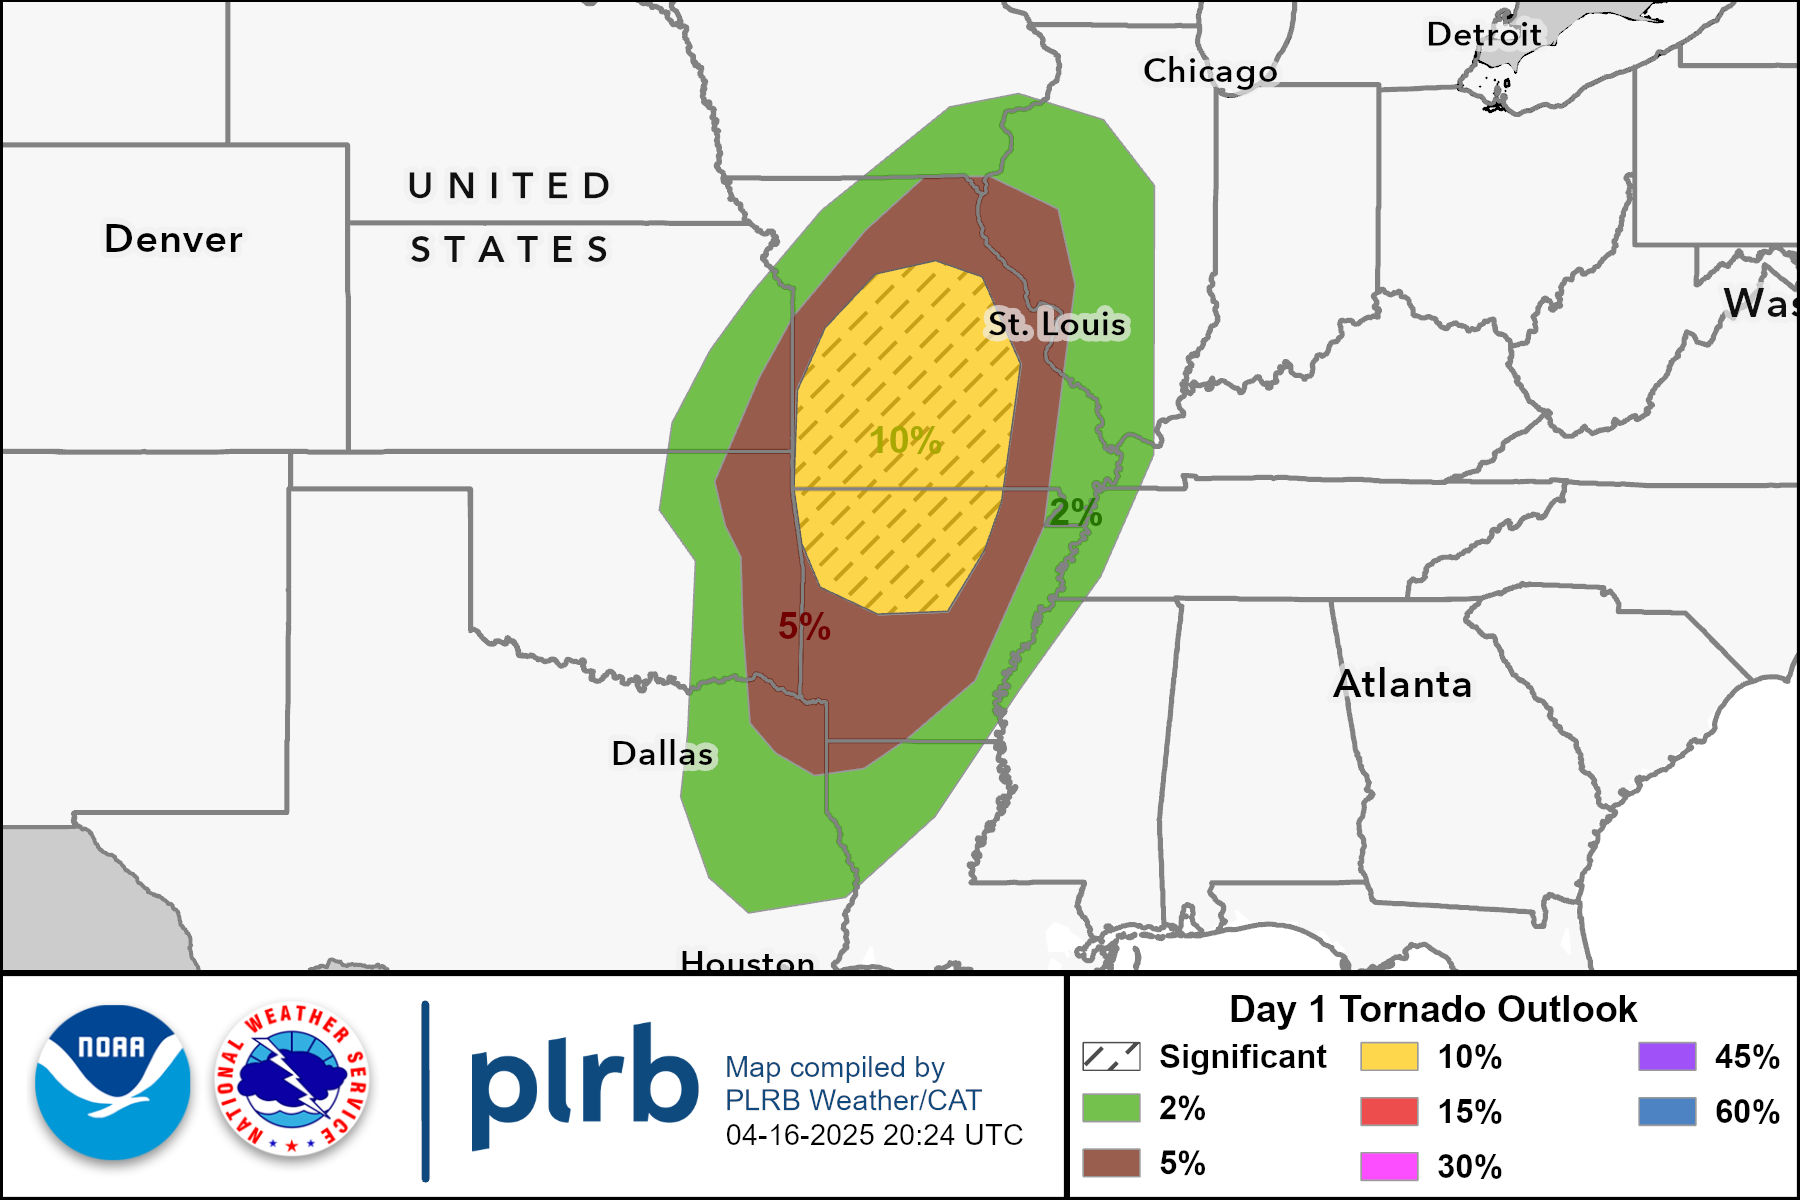 Detroit
Chicago
UNITED
STATES
Denver
St. Louis
10%
2%
5%
Atlanta
Dallas
Houston
NOAA
NATIONAL WEATHER SERVICE
plrb
Map compiled by
PLRB Weather/CAT
04-16-2025 20:24 UTC
Day 1 Tornado Outlook
Significant
2%
5%
10%
15%
30%
45%
60%